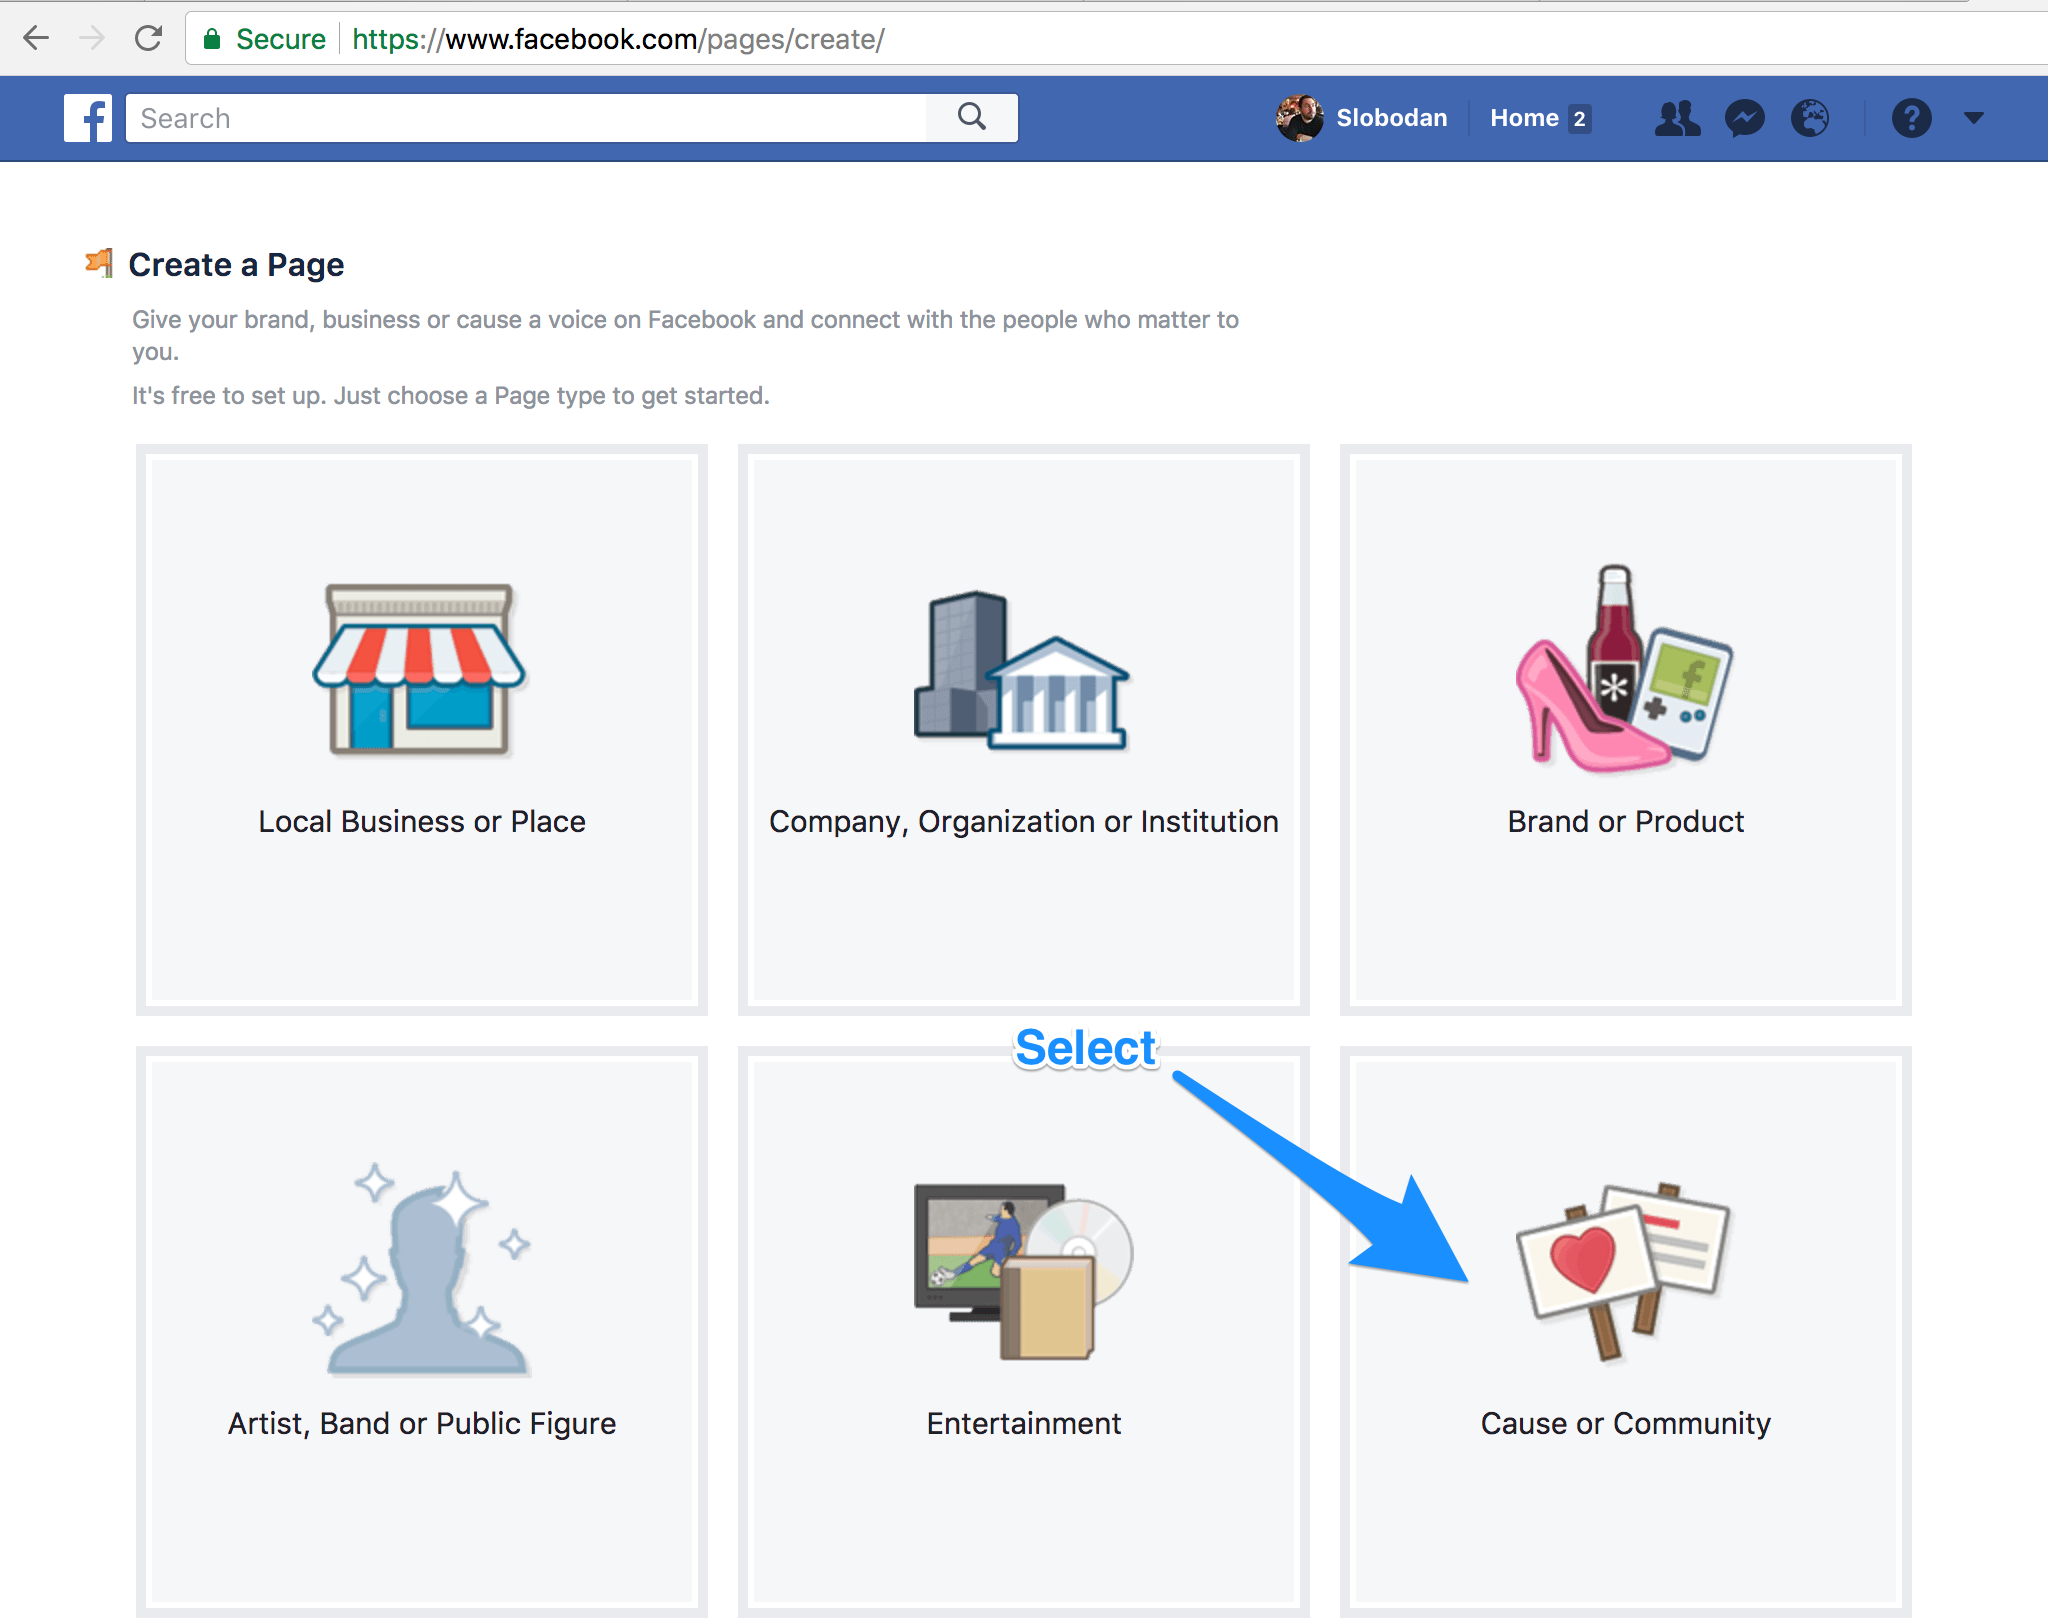 Secure
https://www.facebook.com/pages/create/
f
Search
Slobodan
Home 2
?
Create a Page
Give your brand, business or cause a voice on Facebook and connect with the people who matter to
you.
It's free to set up. Just choose a Page type to get started.
Local Business or Place
Company, Organization or Institution
Brand or Product
Select
Artist, Band or Public Figure
Entertainment
Cause or Community